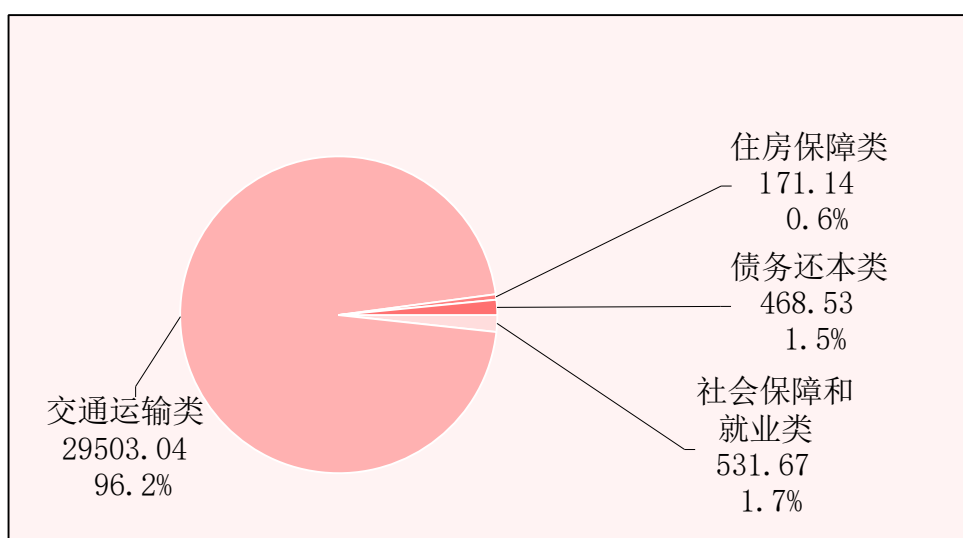 住房保障类
171.14
0.6%
债务还本类
468.53
1.5%
社会保障和
就业类
531.67
1.7%
交通运输类
29503.04
96.2%